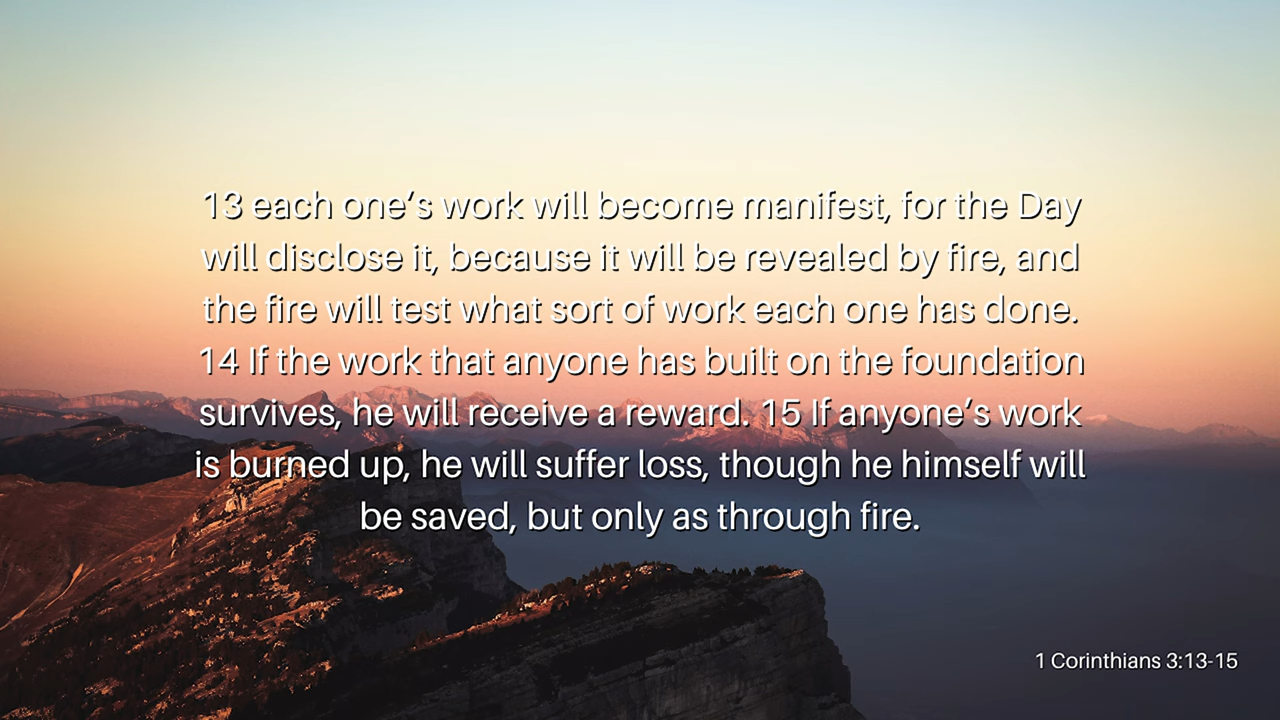 13 each one’s work will become manifest, for the Day
will disclose it, because it will be revealed by fire, and
the fire will test what sort of work each one has done.
14 If the work that anyone has built on the foundation
survives, he will receive a reward. 15 If anyone’s work
is burned up, he will suffer loss, though he himself will
be saved, but only as through fire.
1 Corinthians 3:13-15